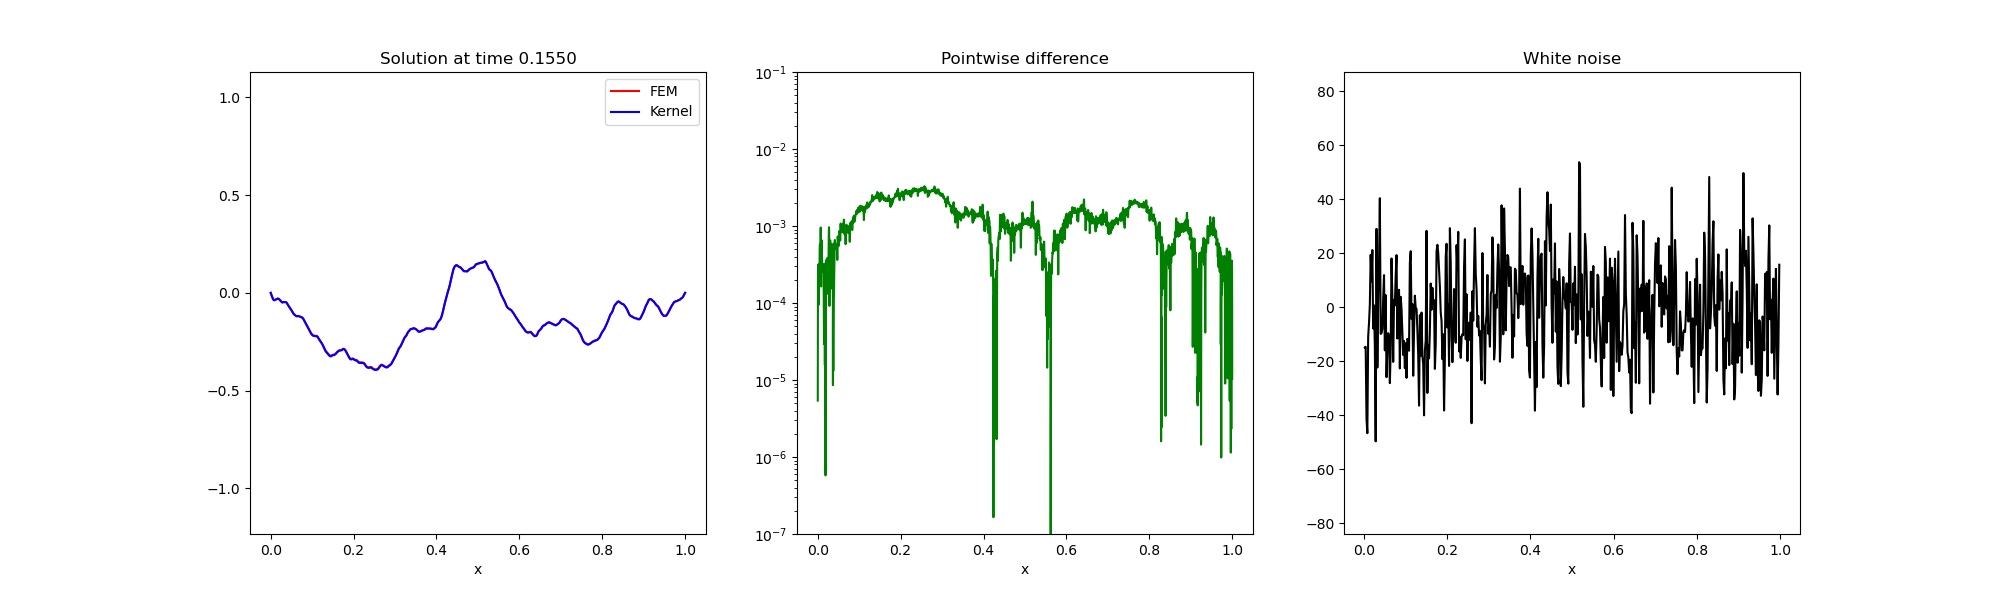 Solution at time 0.1550
1.0
0.5
0.0
−0.5
−1.0
FEM
Kernel
0.0 0.2 0.4 0.6 0.8 1.0
x
Pointwise difference
10⁻¹
10⁻²
10⁻³
10⁻⁴
10⁻⁵
10⁻⁶
10⁻⁷
0.0 0.2 0.4 0.6 0.8 1.0
x
White noise
80
60
40
20
0
−20
−40
−60
−80
0.0 0.2 0.4 0.6 0.8 1.0
x